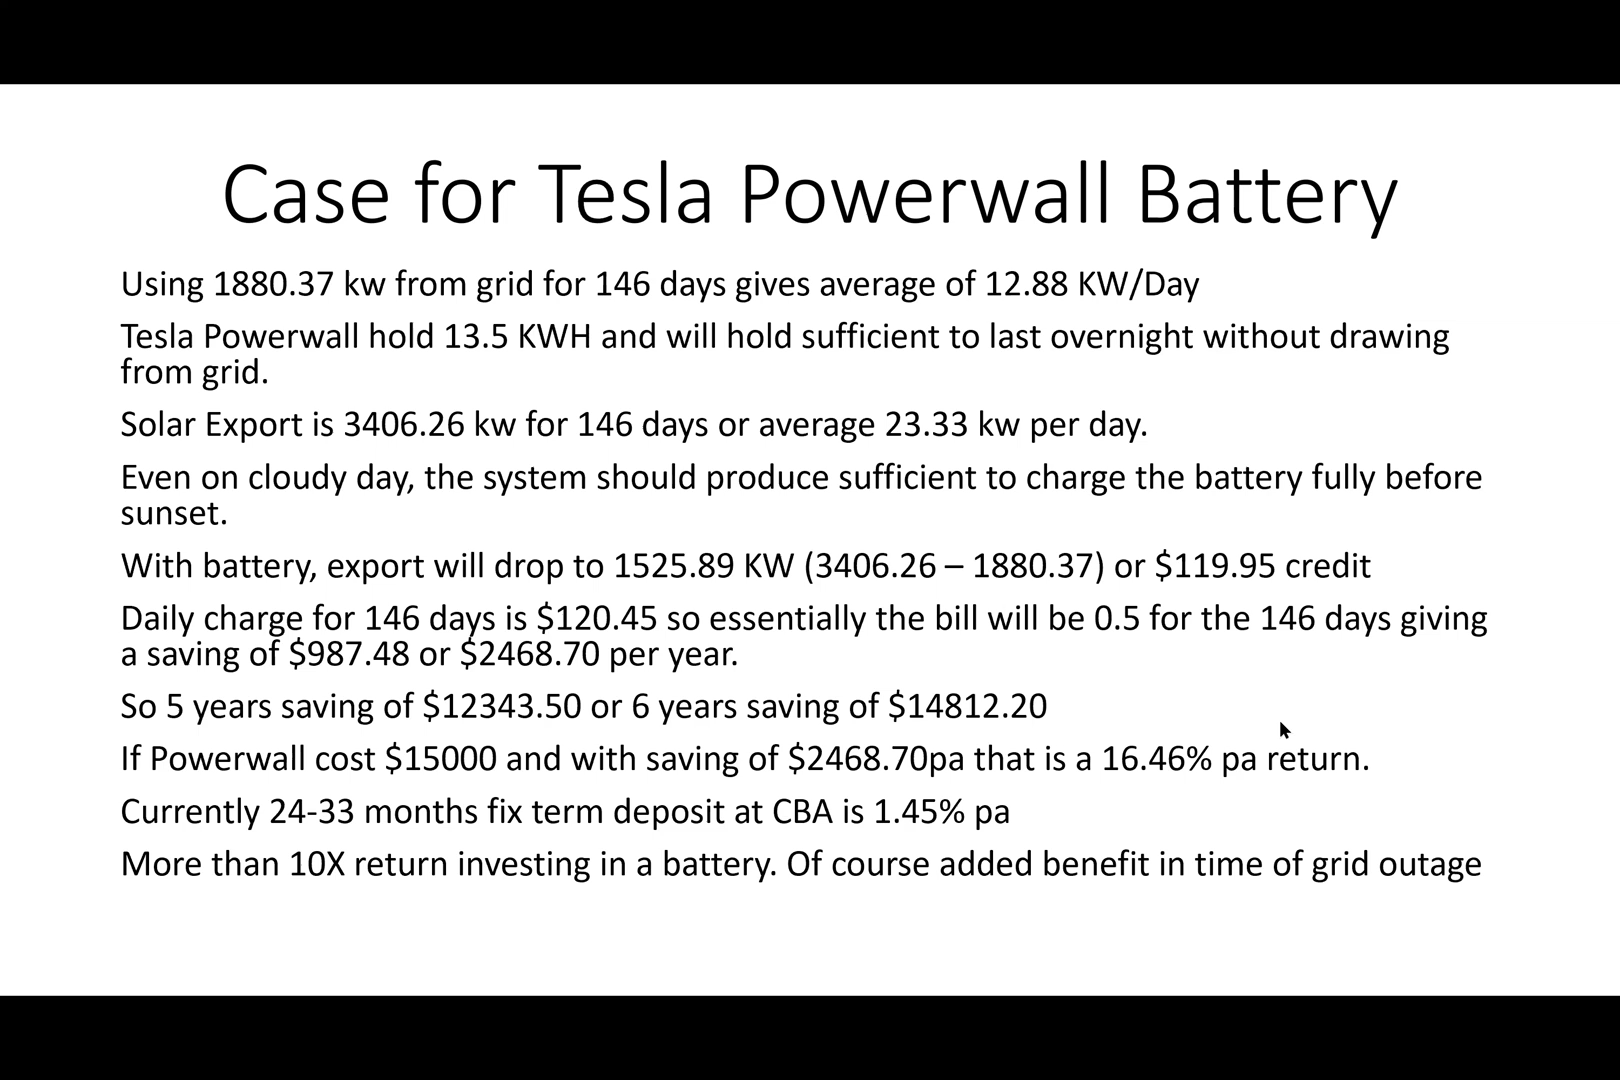 Case for Tesla Powerwall Battery
Using 1880.37 kw from grid for 146 days gives average of 12.88 KW/Day
Tesla Powerwall hold 13.5 KWH and will hold sufficient to last overnight without drawing
from grid.
Solar Export is 3406.26 kw for 146 days or average 23.33 kw per day.
Even on cloudy day, the system should produce sufficient to charge the battery fully before
sunset.
With battery, export will drop to 1525.89 KW (3406.26 – 1880.37) or $119.95 credit
Daily charge for 146 days is $120.45 so essentially the bill will be 0.5 for the 146 days giving
a saving of $987.48 or $2468.70 per year.
So 5 years saving of $12343.50 or 6 years saving of $14812.20
If Powerwall cost $15000 and with saving of $2468.70pa that is a 16.46% pa return.
Currently 24-33 months fix term deposit at CBA is 1.45% pa
More than 10X return investing in a battery. Of course added benefit in time of grid outage